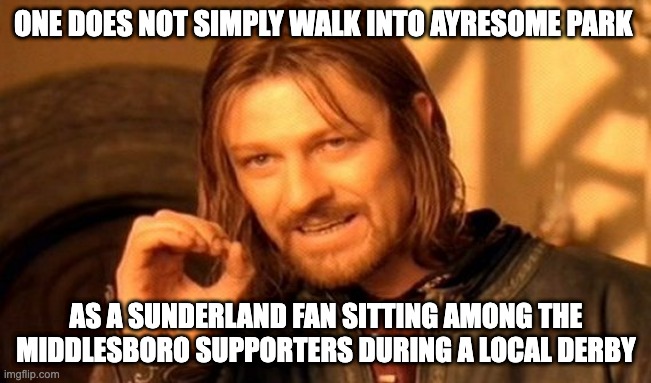 ONE DOES NOT SIMPLY WALK INTO AYRESOME PARK
AS A SUNDERLAND FAN SITTING AMONG THE
MIDDLESBORO SUPPORTERS DURING A LOCAL DERBY
imgflip.com